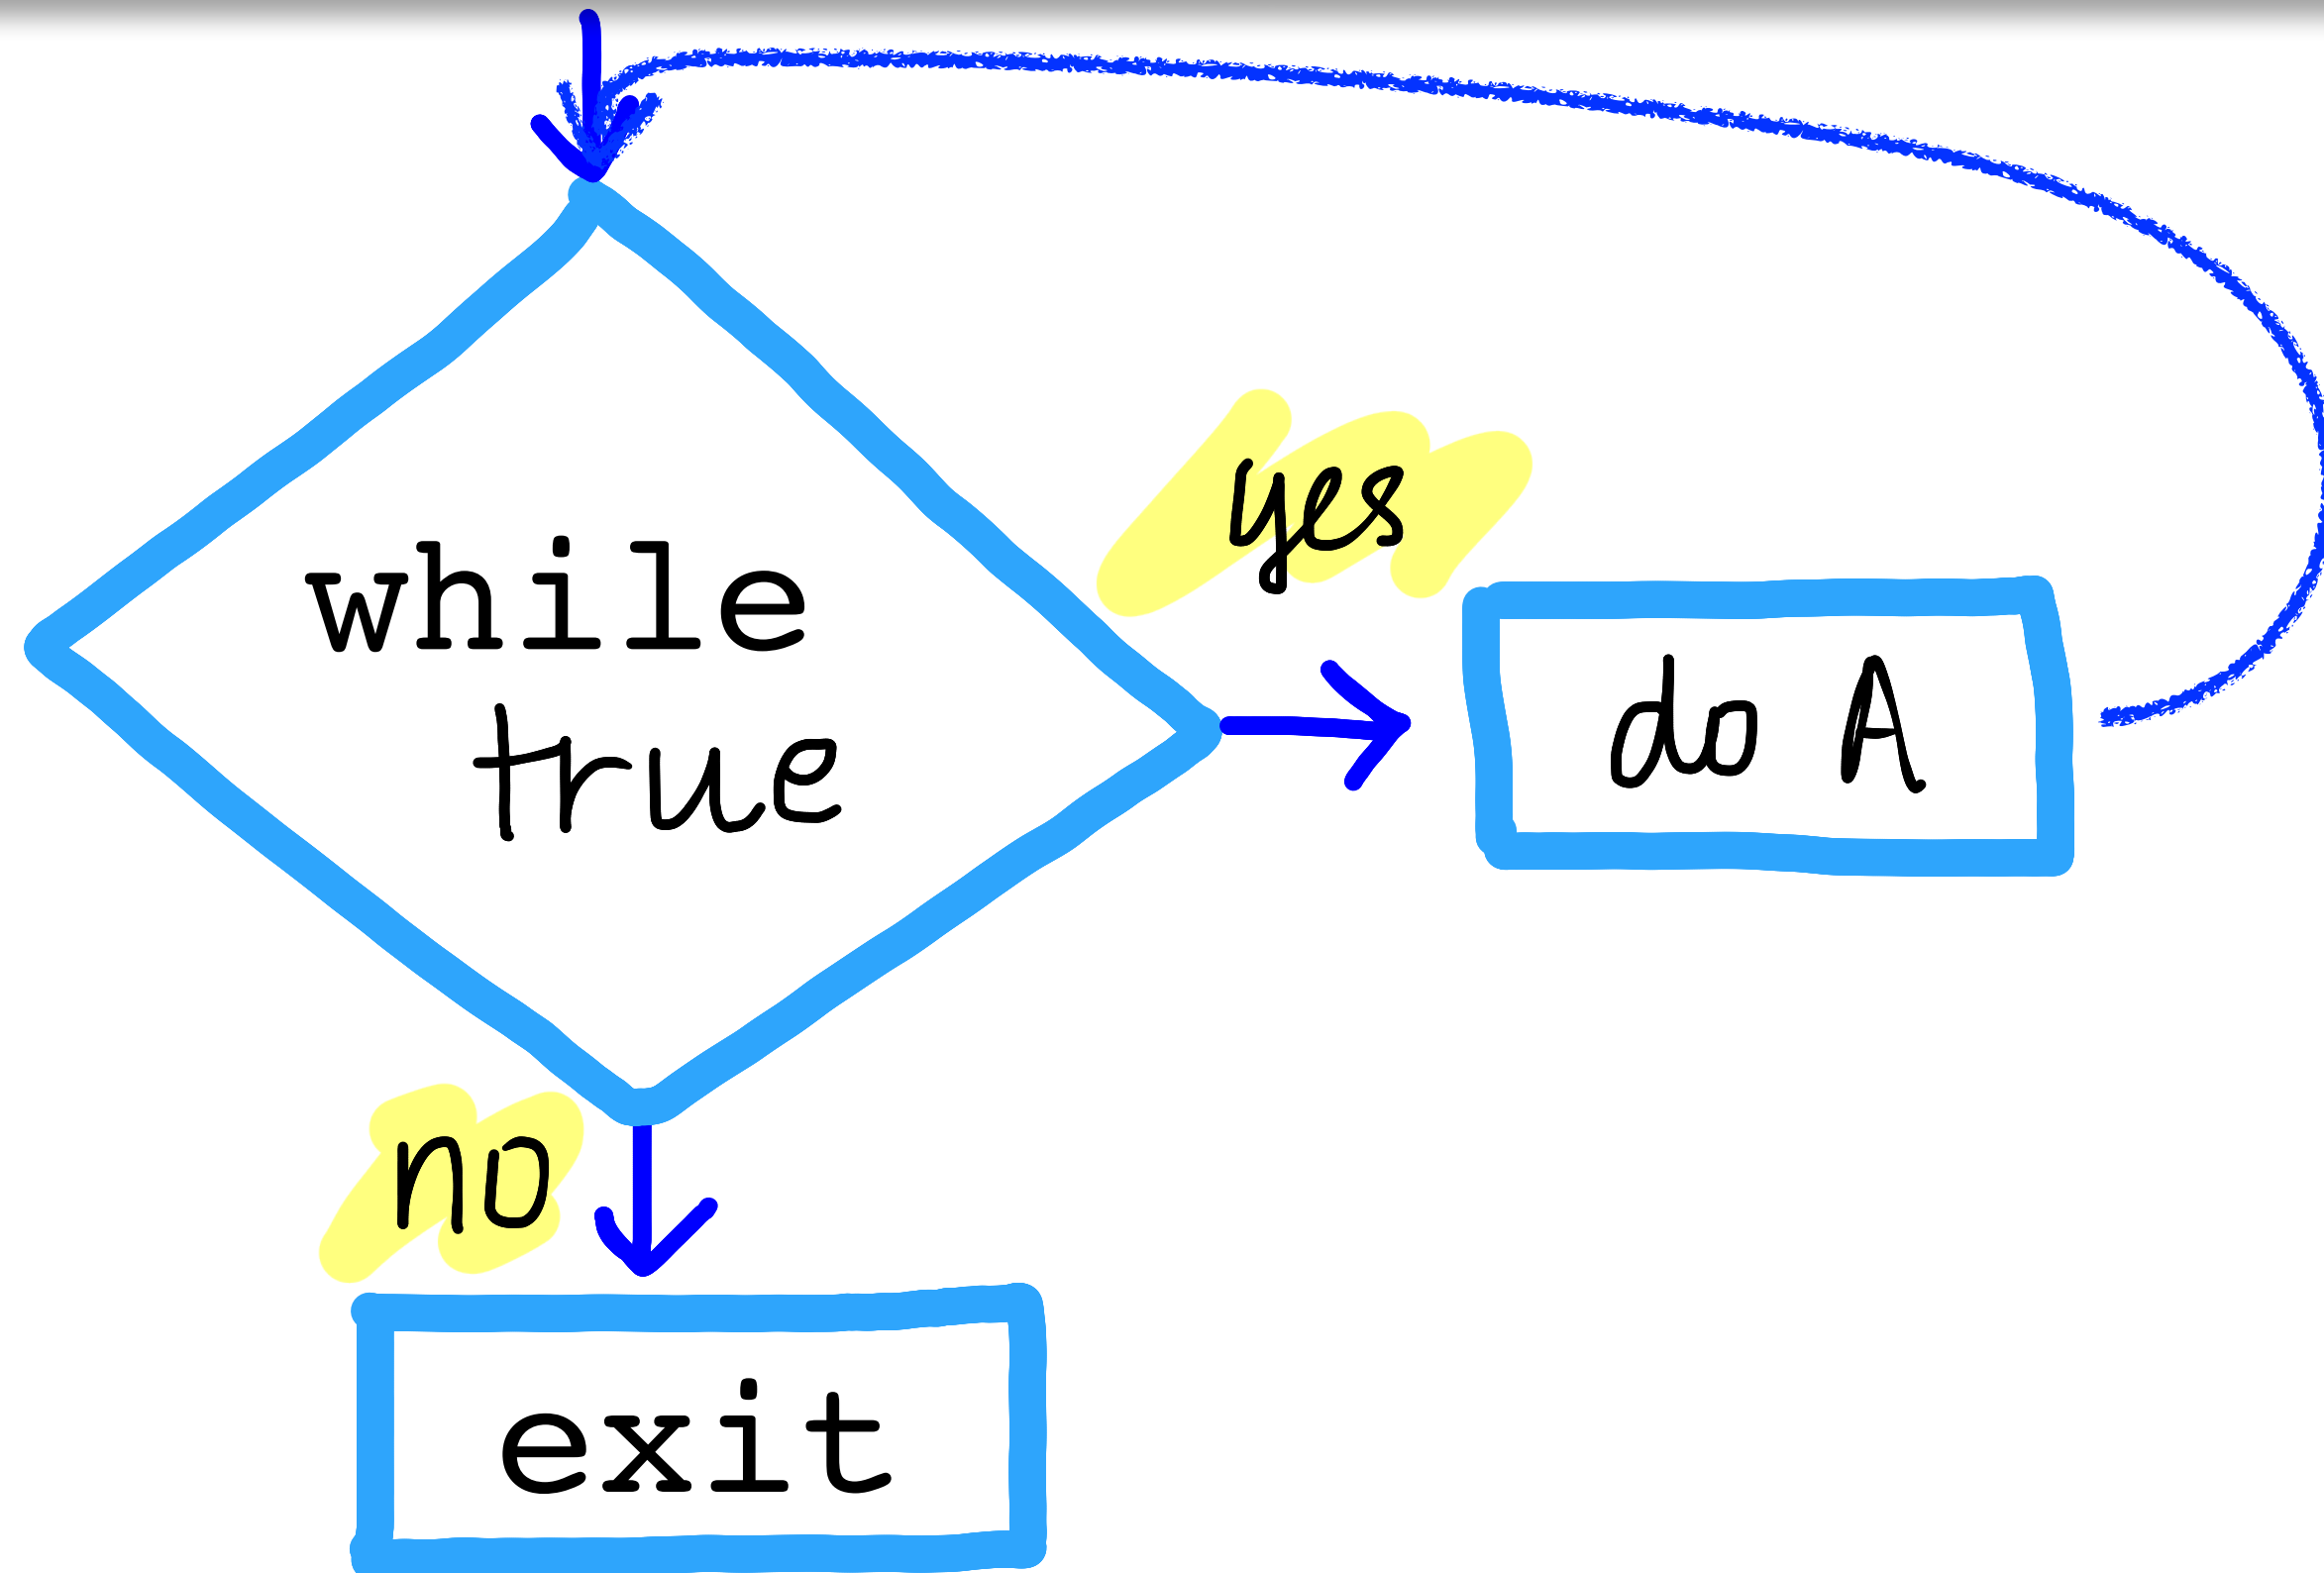 while
true
yes
do A
no
exit